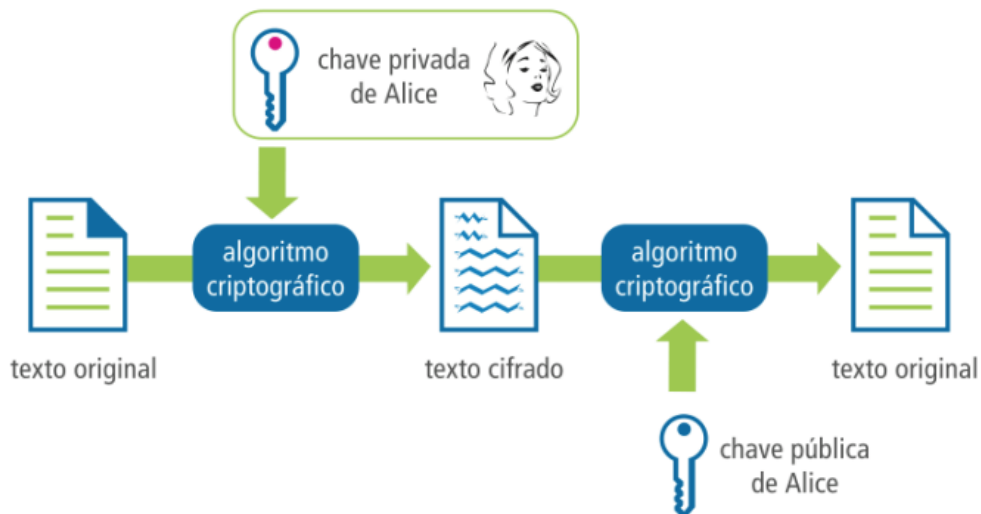 chave privada
de Alice
algoritmo
criptográfico
algoritmo
criptográfico
texto original
texto cifrado
texto original
chave pública
de Alice